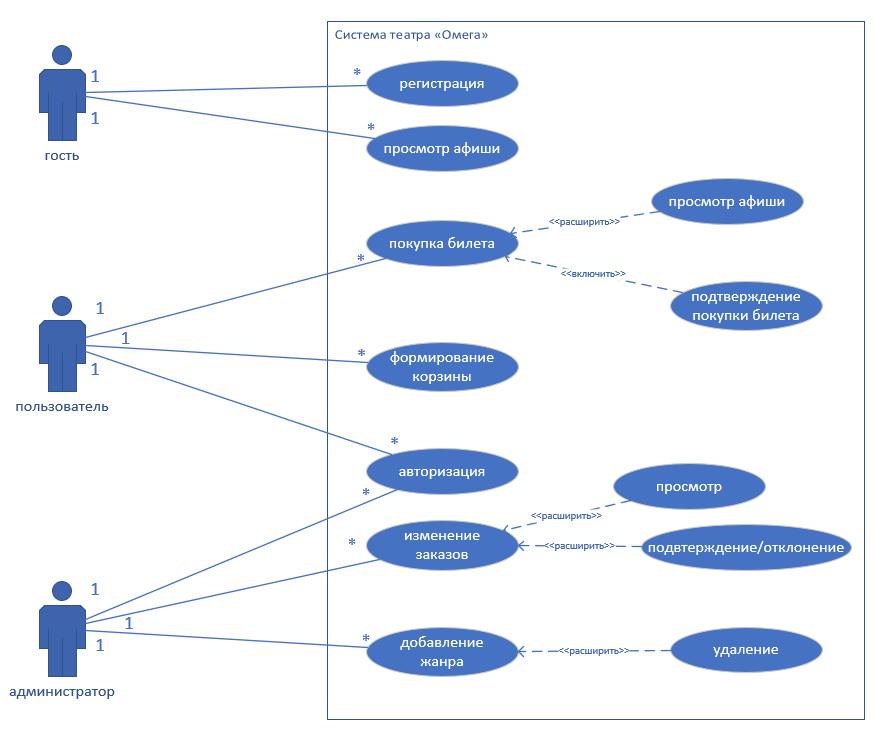 Система театра «Омега»
1
*
регистрация
1
*
просмотр афиши
гость
просмотр афиши
<<расширить>>
покупка билета
*
<<включить>>
подтверждение
покупки билета
1
1
*
формирование
корзины
1
пользователь
*
авторизация
*
просмотр
<<расширить>>
*
изменение
заказов
<<расширить>>
подвтерждение/отклонение
1
1
1
*
добавление
жанра
<<расширить>>
удаление
администратор